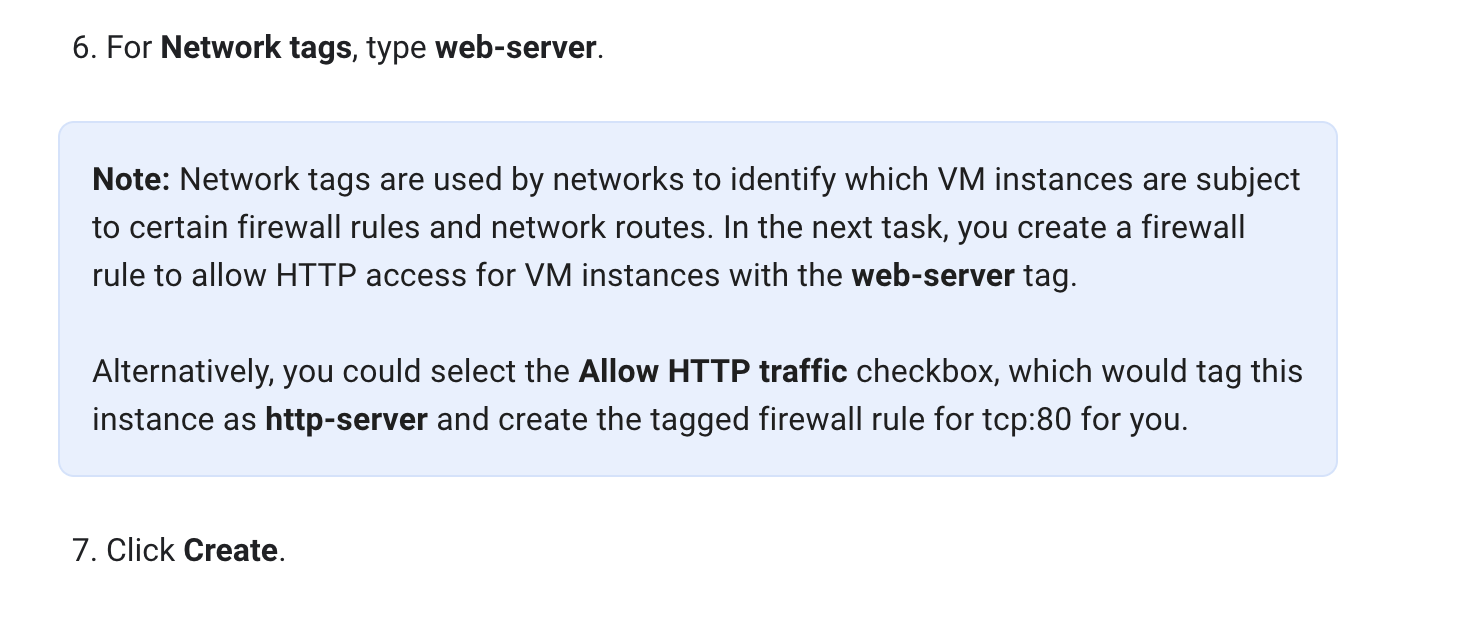 6. For Network tags, type web-server.
Note: Network tags are used by networks to identify which VM instances are subject
to certain firewall rules and network routes. In the next task, you create a firewall
rule to allow HTTP access for VM instances with the web-server tag.
Alternatively, you could select the Allow HTTP traffic checkbox, which would tag this
instance as http-server and create the tagged firewall rule for tcp:80 for you.
7. Click Create.